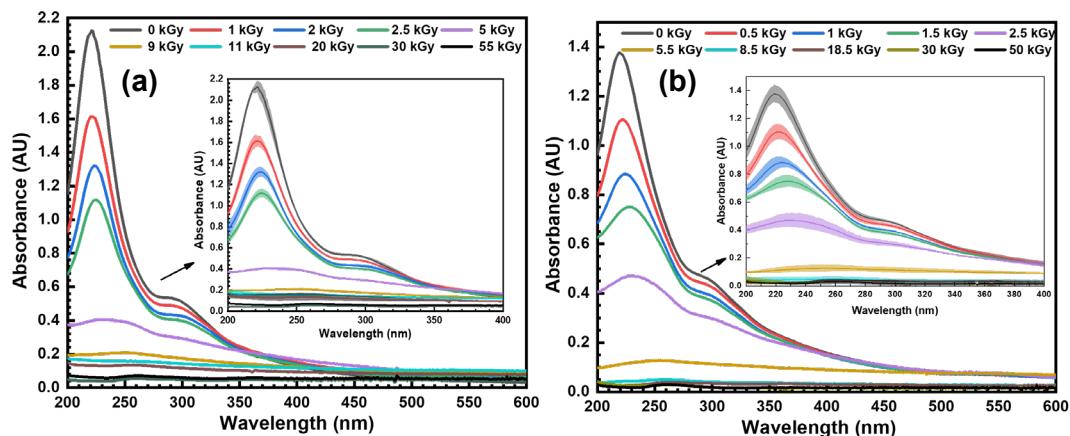 0 kGy 1 kGy 2 kGy 2.5 kGy 5 kGy
9 kGy 11 kGy 20 kGy 30 kGy 55 kGy
(a)
Absorbance (AU)
2.2
2.0
1.8
1.6
1.4
1.2
1.0
0.8
0.6
0.4
0.2
0.0
200 250 300 350 400 450 500 550 600
Wavelength (nm)
Absorbance (AU)
2.2
2.0
1.8
1.6
1.4
1.2
1.0
0.8
0.6
0.4
0.2
0.0
200 250 300 350 400
Wavelength (nm)
0 kGy 0.5 kGy 1 kGy 1.5 kGy 2.5 kGy
5.5 kGy 8.5 kGy 18.5 kGy 30 kGy 50 kGy
(b)
Absorbance (AU)
1.4
1.2
1.0
0.8
0.6
0.4
0.2
0.0
200 250 300 350 400 450 500 550 600
Wavelength (nm)
Absorbance (AU)
1.4
1.2
1.0
0.8
0.6
0.4
0.2
0.0
200 220 240 260 280 300 320 340 360 380 400
Wavelength (nm)